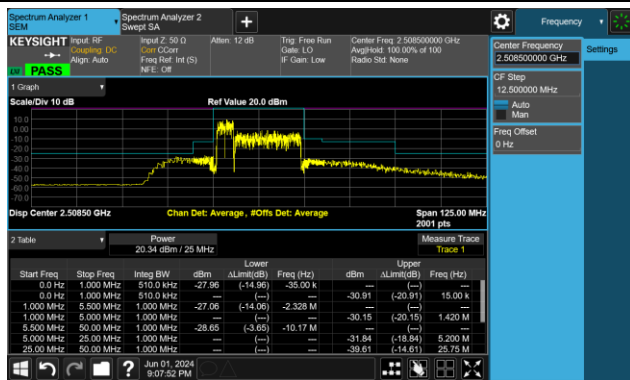 Spectrum Analyzer 1
SEM
Spectrum Analyzer 2
Swept SA
Frequency
KEYSIGHT
Input: RF
Coupling: DC
Align: Auto
Input Z: 50 Ω
Corr CCorr
Freq Ref: Int (S)
NFE: Off
Atten: 12 dB
Trig: Free Run
Gate: LO
IF Gain: Low
Center Freq: 2.508500000 GHz
Avg|Hold: 100.00% of 100
Radio Std: None
PASS
Center Frequency
2.508500000 GHz
Settings
CF Step
12.500000 MHz
Auto
Man
Freq Offset
0 Hz
1 Graph
Scale/Div 10 dB
Ref Value 20.0 dBm
10.0
0.00
-10.0
-20.0
-30.0
-40.0
-50.0
-60.0
-70.0
Disp Center 2.50850 GHz
Chan Det: Average, #Offs Det: Average
Span 125.00 MHz
2001 pts
2 Table
Power
20.34 dBm / 25 MHz
Measure Trace
Trace 1
Lower Upper
Start Freq Stop Freq Integ BW dBm ΔLimit(dB) Freq (Hz) dBm ΔLimit(dB) Freq (Hz)
0.0 Hz 1.000 MHz 510.0 kHz -27.96 (-14.96) -35.00 k --- (---) ---
0.0 Hz 1.000 MHz 510.0 kHz --- (---) --- -30.91 (-20.91) 15.00 k
1.000 MHz 5.500 MHz 1.000 MHz -27.06 (-14.06) -2.328 M --- (---) ---
1.000 MHz 5.000 MHz 1.000 MHz --- (---) --- -30.15 (-20.15) 1.420 M
5.500 MHz 50.00 MHz 1.000 MHz -28.65 (-3.65) -10.17 M --- (---) ---
5.000 MHz 25.00 MHz 1.000 MHz --- (---) --- -31.84 (-18.84) 5.200 M
25.00 MHz 50.00 MHz 1.000 MHz --- (---) --- -39.61 (-14.61) 25.75 M
Jun 01, 2024
9:07:52 PM